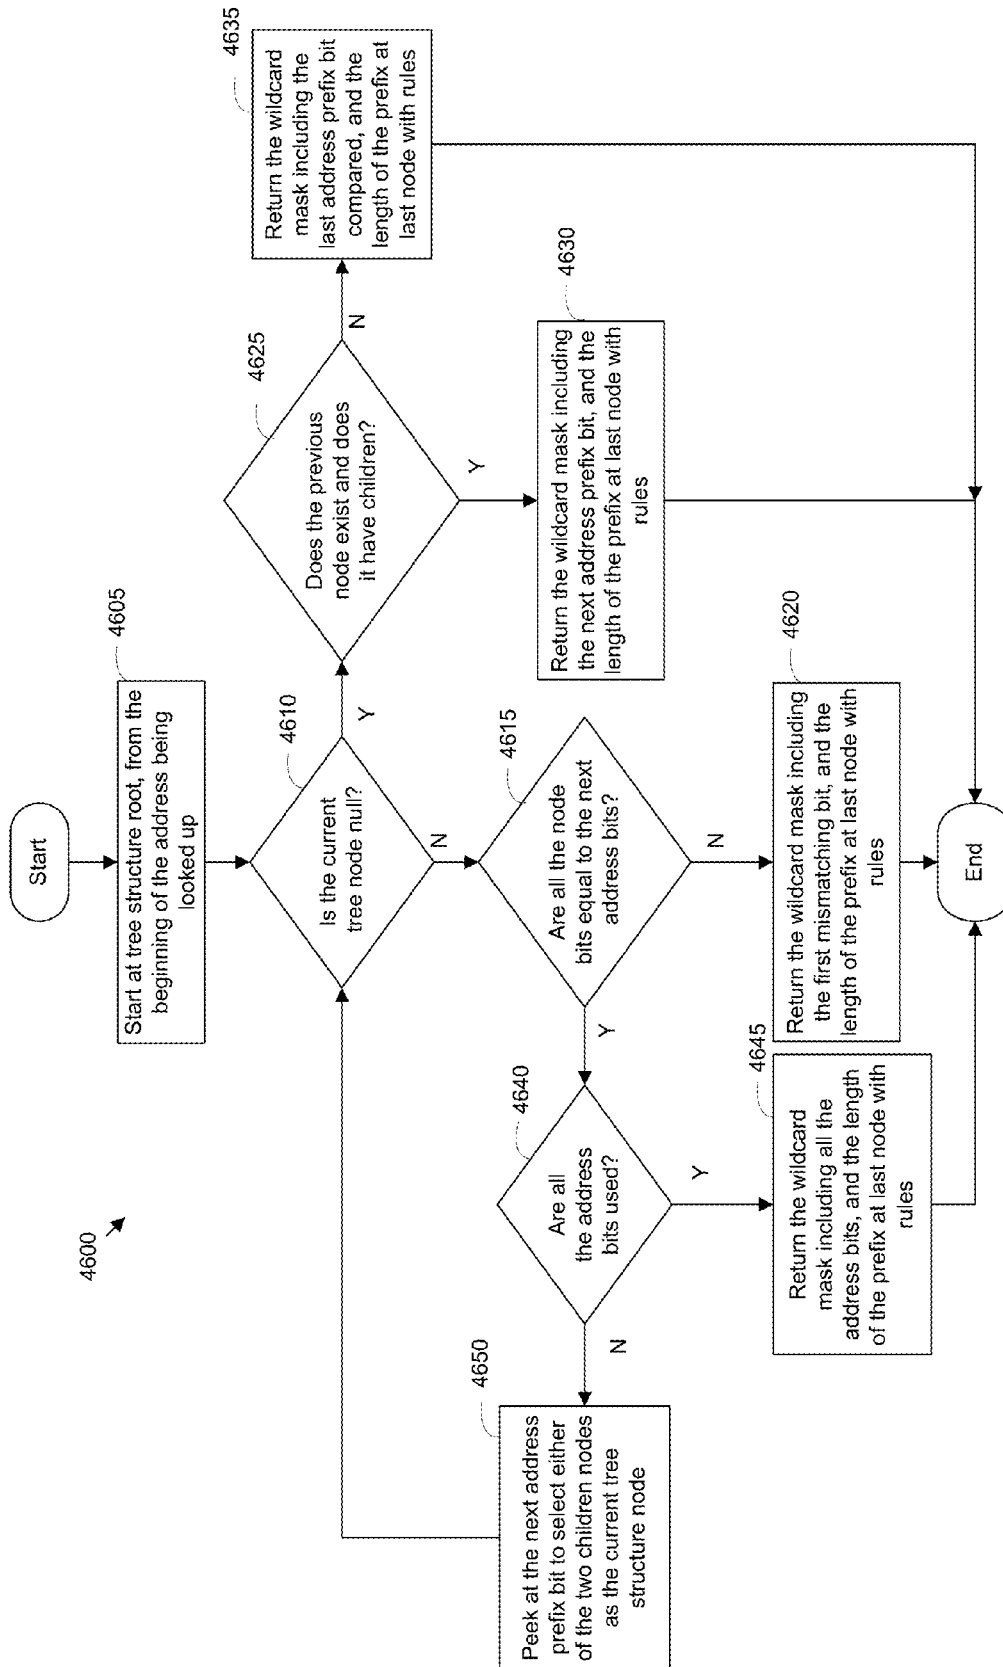 4600
Start
4605
Start at tree structure root, from the
beginning of the address being
looked up
4610
Is the current
tree node null?
Y
N
4625
Does the previous
node exist and does
it have children?
N
Y
4635
Return the wildcard
mask including the
last address prefix bit
compared, and the
length of the prefix at
last node with rules
4630
Return the wildcard mask including
the next address prefix bit, and the
length of the prefix at last node with
rules
4615
Are all the node
bits equal to the next
address bits?
Y
N
4620
Return the wildcard mask including
the first mismatching bit, and the
length of the prefix at last node with
rules
4640
Are all
the address
bits used?
N
Y
4645
Return the wildcard
mask including all the
address bits, and the length
of the prefix at last node with
rules
4650
Peek at the next address
prefix bit to select either
of the two children nodes
as the current tree
structure node
End